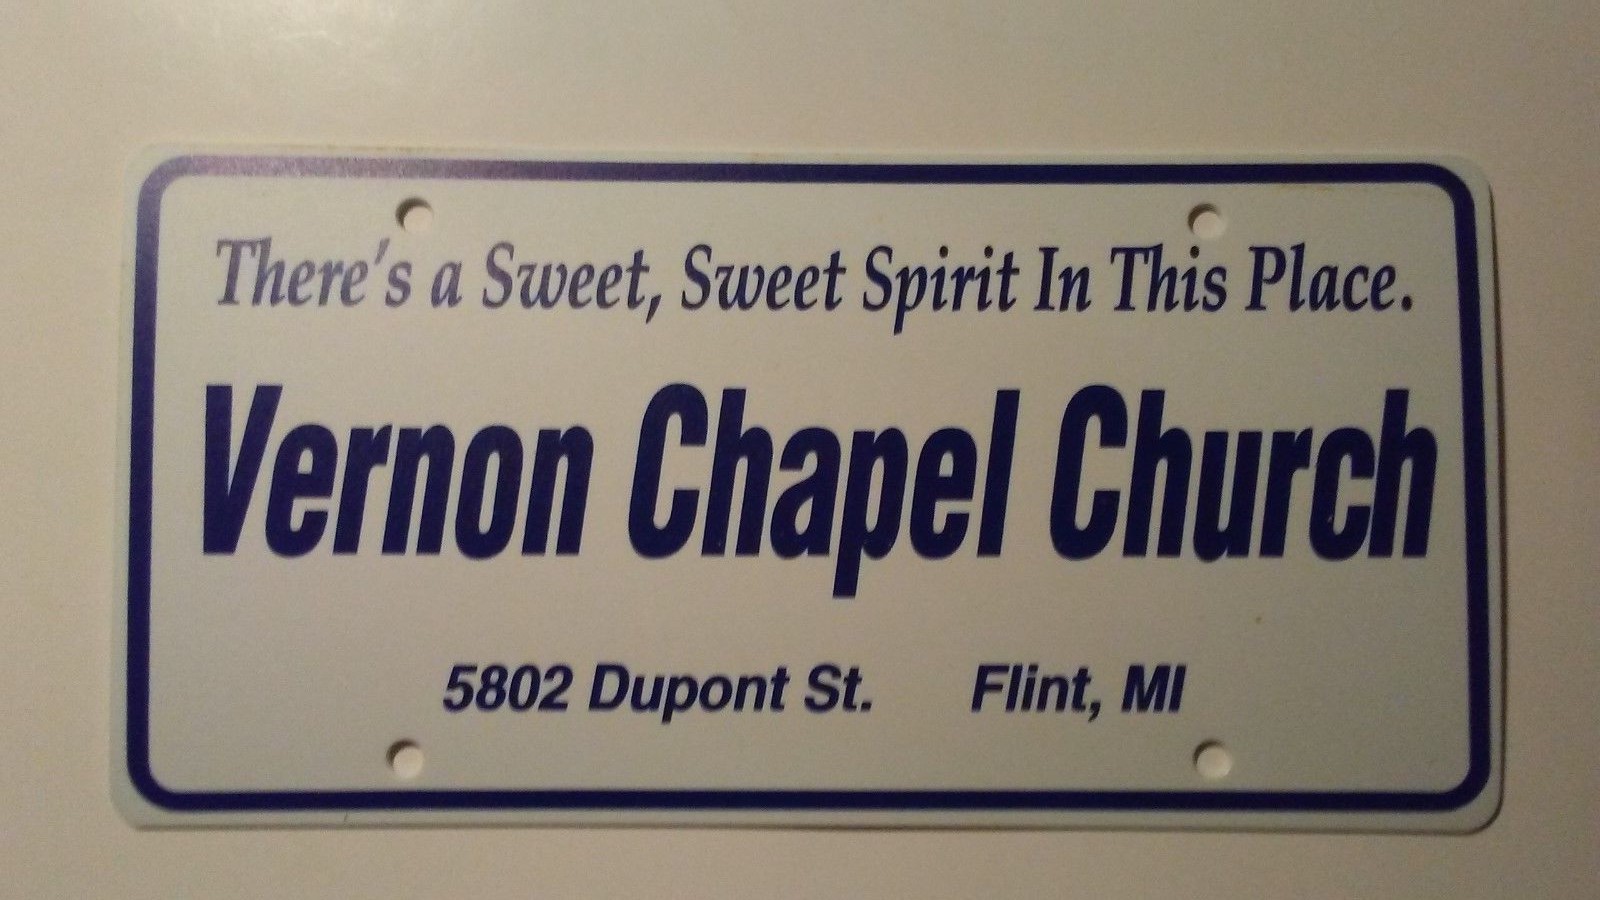 There's a Sweet, Sweet Spirit In This Place.
Vernon Chapel Church
5802 Dupont St. Flint, MI